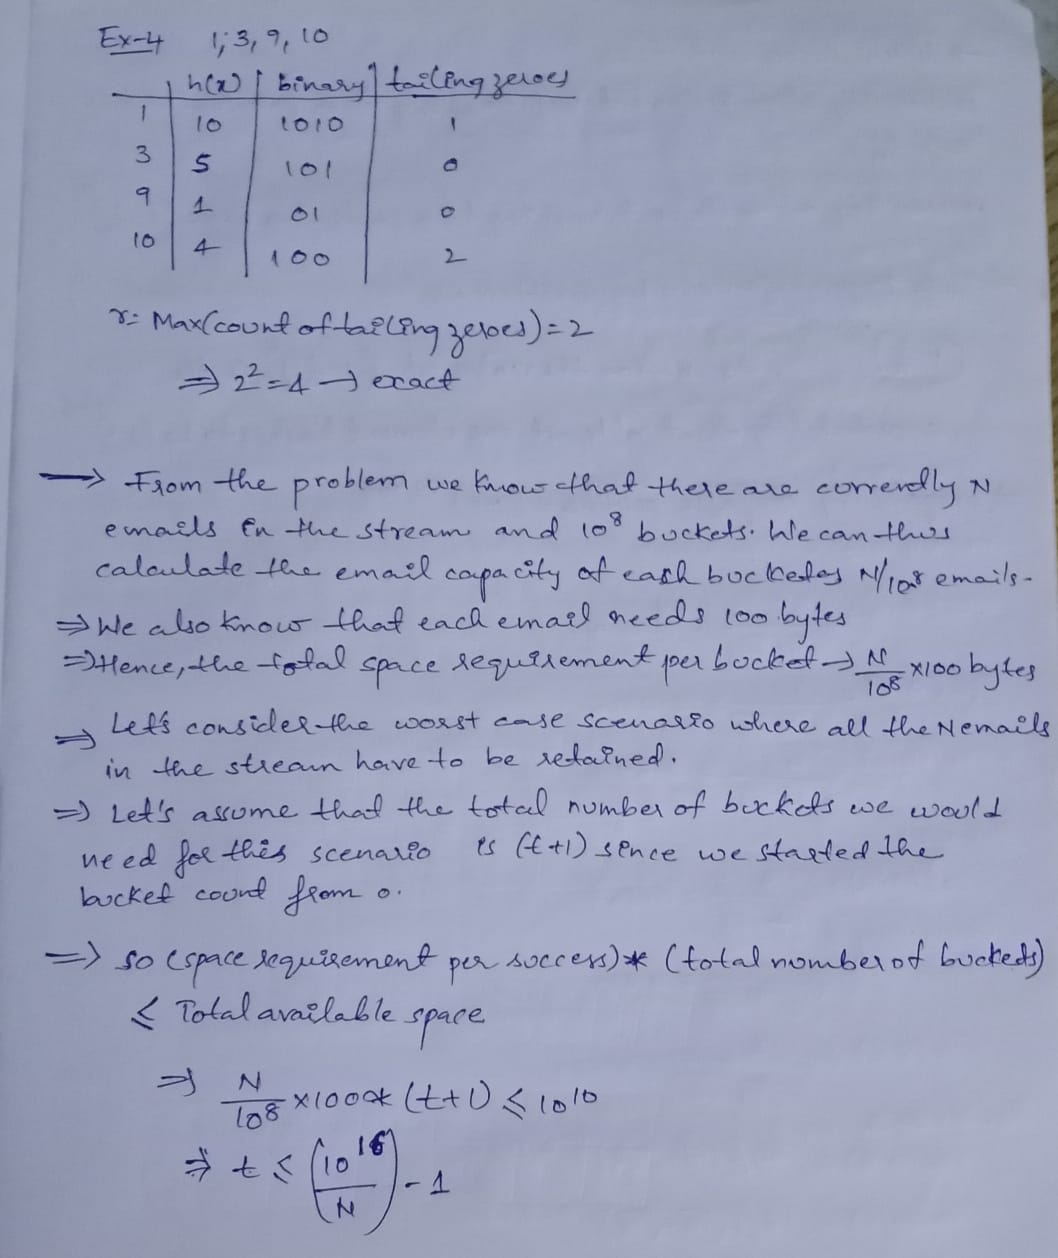 Ex-4 1, 3, 9, 10
h(x) binary tailing zeroes
1 10 1010 1
3 5 101 0
9 1 01 0
10 4 100 2
r = Max(count of tailing zeroes) = 2
⇒ 2² = 4 → exact
→ From the problem we know that there are currently N
emails in the stream and 10⁸ buckets. We can thus
calculate the email capacity of each bucket as N/10⁸ emails.
⇒ We also know that each email needs 100 bytes
⇒ Hence, the total space requirement per bucket → N/10⁸ × 100 bytes
⇒ Let's consider the worst case scenario where all the N emails
in the stream have to be retained.
⇒ Let's assume that the total number of buckets we would
need for this scenario is (t+1) since we started the
bucket count from 0.
⇒ so (space requirement per success) * (total number of buckets)
≤ Total available space
⇒ N/10⁸ × 100 * (t+1) ≤ 10¹⁰
⇒ t ≤ (10¹⁶/N) - 1